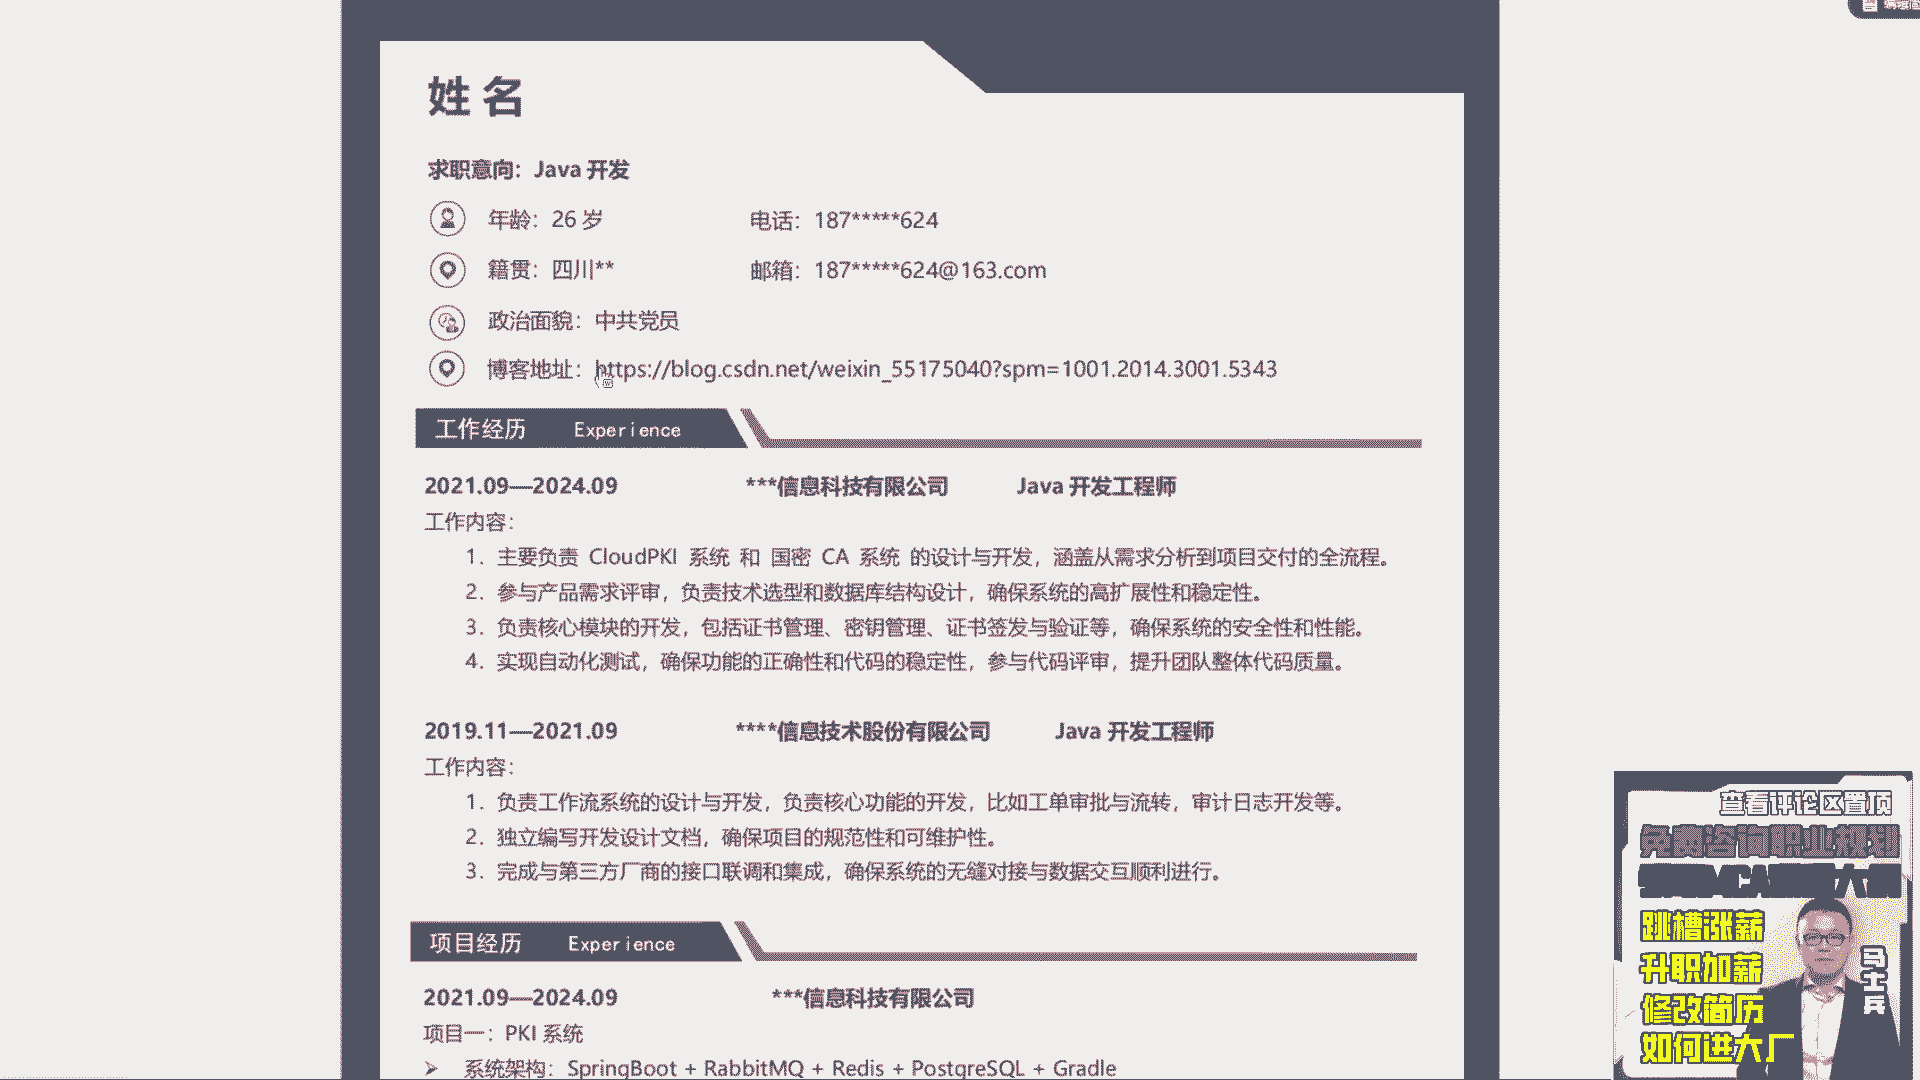 姓名
求职意向：Java 开发
年龄：26 岁
电话：187*****624
籍贯：四川**
邮箱：187*****624@163.com
政治面貌：中共党员
博客地址：https://blog.csdn.net/weixin_55175040?spm=1001.2014.3001.5343
工作经历 Experience
2021.09—2024.09 ***信息科技有限公司 Java 开发工程师
工作内容：
1. 主要负责 CloudPKI 系统 和 国密 CA 系统 的设计与开发，涵盖从需求分析到项目交付的全流程。
2. 参与产品需求评审，负责技术选型和数据库结构设计，确保系统的高扩展性和稳定性。
3. 负责核心模块的开发，包括证书管理、密钥管理、证书签发与验证等，确保系统的安全性和性能。
4. 实现自动化测试，确保功能的正确性和代码的稳定性，参与代码评审，提升团队整体代码质量。
2019.11—2021.09 ****信息技术股份有限公司 Java 开发工程师
工作内容：
1. 负责工作流系统的设计与开发，负责核心功能的开发，比如工单审批与流转，审计日志开发等。
2. 独立编写开发设计文档，确保项目的规范性和可维护性。
3. 完成与第三方厂商的接口联调和集成，确保系统的无缝对接与数据交互顺利进行。
项目经历 Experience
2021.09—2024.09 ***信息科技有限公司
项目一：PKI 系统
系统架构：SpringBoot + RabbitMQ + Redis + PostgreSQL + Gradle
查看评论区置顶
免费咨询职业规划
跳槽涨薪
升职加薪
修改简历
如何进大厂
马士兵